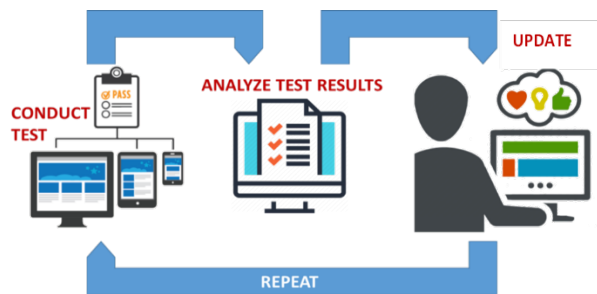 UPDATE
ANALYZE TEST RESULTS
PASS
CONDUCT
TEST
REPEAT